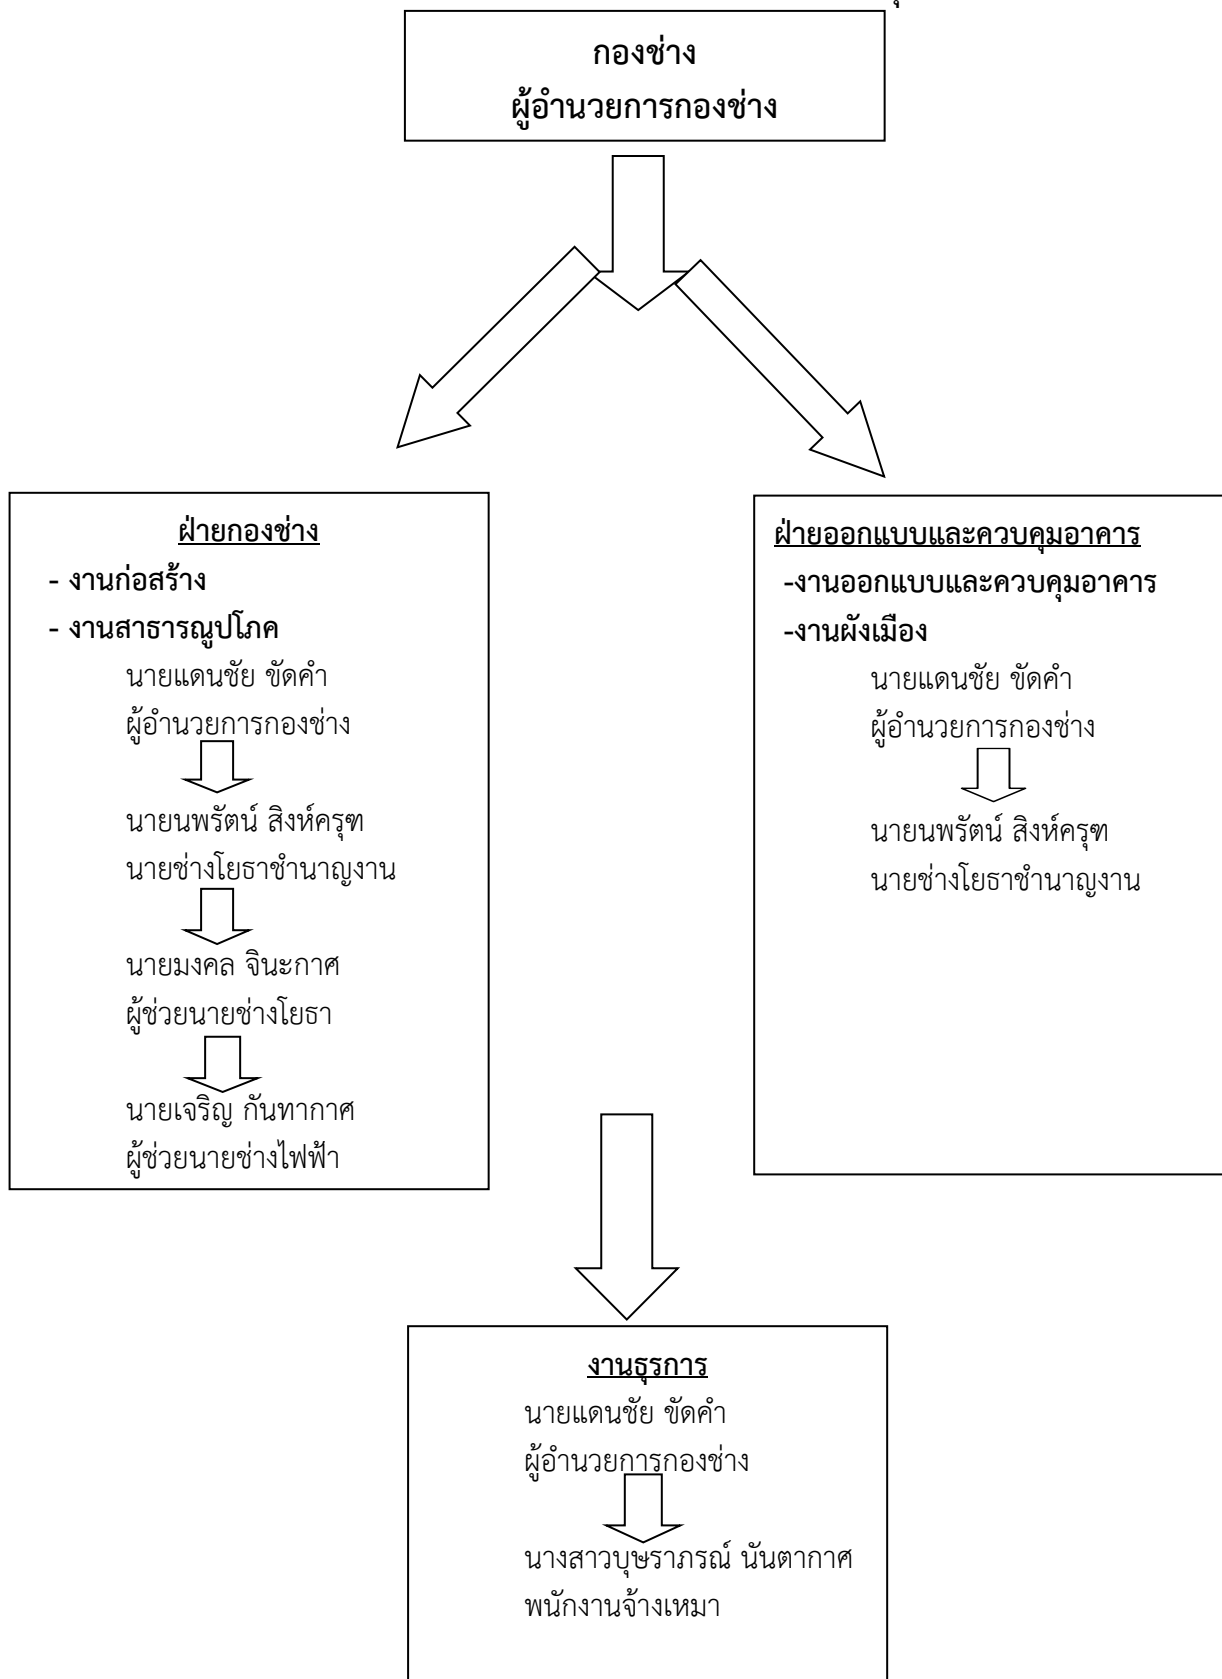 กองช่าง
ผู้อำนวยการกองช่าง
ฝ่ายกองช่าง
- งานก่อสร้าง
- งานสาธารณูปโภค
นายแดนชัย ขัดคำ
ผู้อำนวยการกองช่าง
นายนพรัตน์ สิงห์ครุฑ
นายช่างโยธาชำนาญงาน
นายมงคล จินะกาศ
ผู้ช่วยนายช่างโยธา
นายเจริญ กันทากาศ
ผู้ช่วยนายช่างไฟฟ้า
ฝ่ายออกแบบและควบคุมอาคาร
-งานออกแบบและควบคุมอาคาร
-งานผังเมือง
นายแดนชัย ขัดคำ
ผู้อำนวยการกองช่าง
นายนพรัตน์ สิงห์ครุฑ
นายช่างโยธาชำนาญงาน
งานธุรการ
นายแดนชัย ขัดคำ
ผู้อำนวยการกองช่าง
นางสาวบุษราภรณ์ นันตากาศ
พนักงานจ้างเหมา